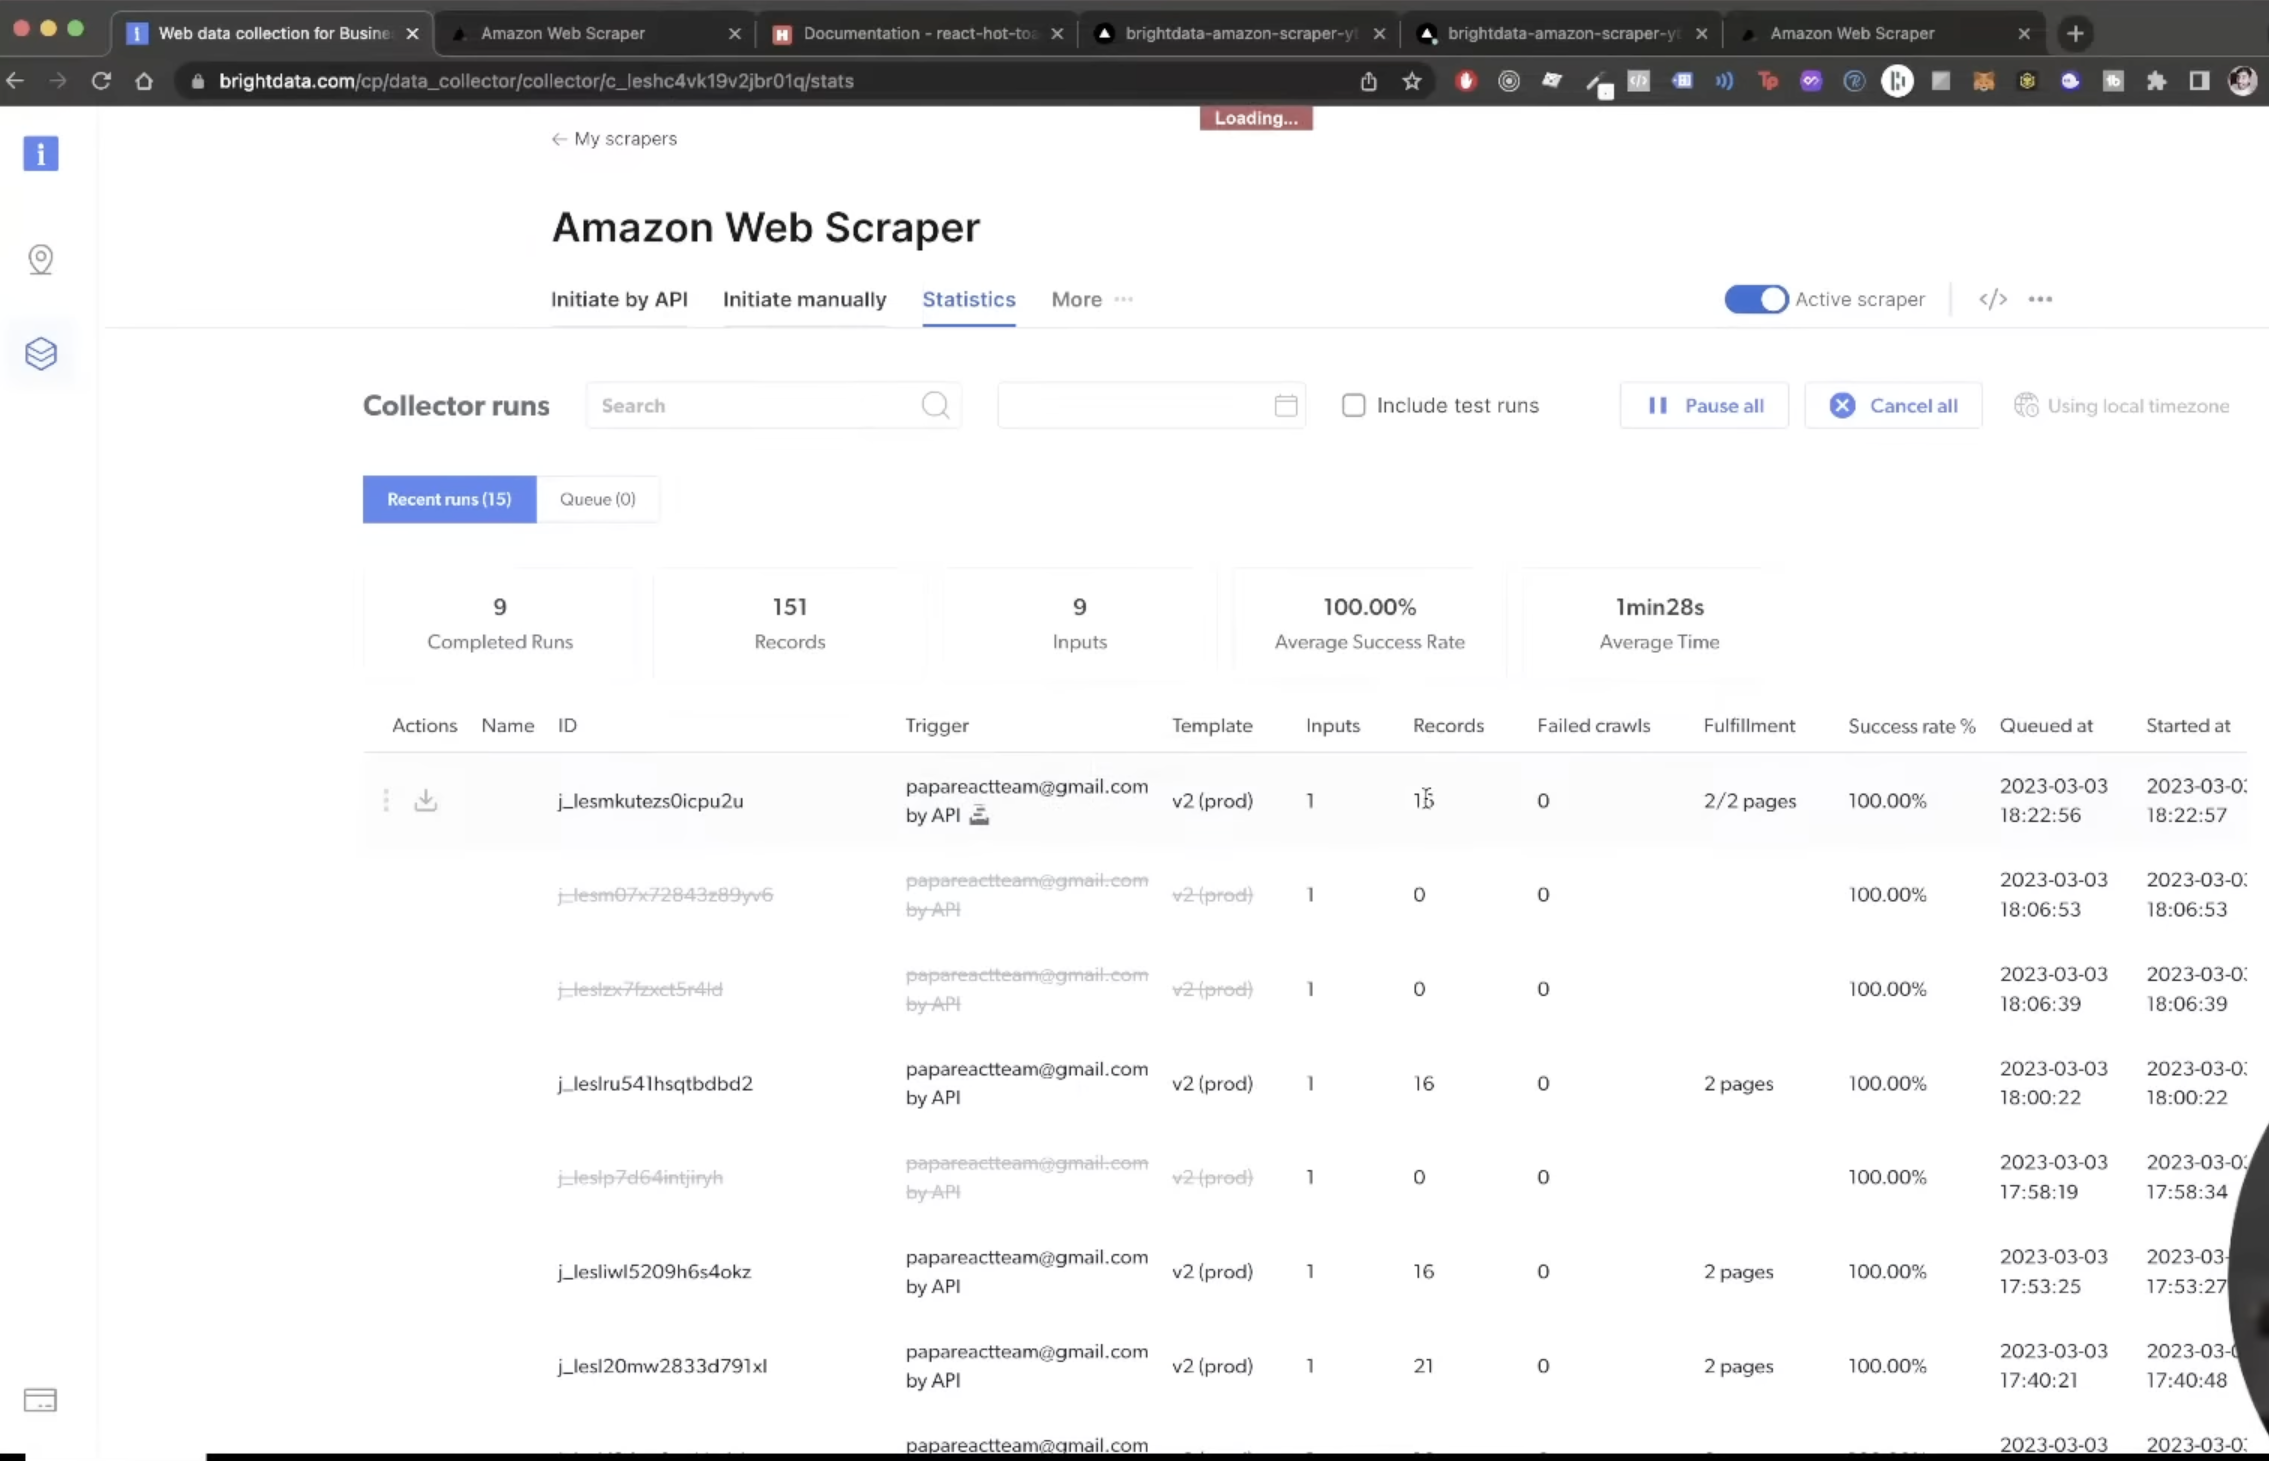 Web data collection for Busine
Amazon Web Scraper
Documentation - react-hot-toa
brightdata-amazon-scraper-yt
brightdata-amazon-scraper-yt
Amazon Web Scraper
brightdata.com/cp/data_collector/collector/c_leshc4vk19v2jbr01q/stats
Loading...
← My scrapers
Amazon Web Scraper
Initiate by API
Initiate manually
Statistics
More ...
Active scraper
</>
Collector runs
Search
Include test runs
Pause all
Cancel all
Using local timezone
Recent runs (15)
Queue (0)
9
Completed Runs
151
Records
9
Inputs
100.00%
Average Success Rate
1min28s
Average Time
Actions Name ID Trigger Template Inputs Records Failed crawls Fulfillment Success rate % Queued at Started at
papareactteam@gmail.com 2023-03-03 2023-03-0
j_lesmkutezs0icpu2u v2 (prod) 1 0 2/2 pages 100.00%
by API 18:22:56 18:22:57
papareactteam@gmail.com 2023-03-03 2023-03-0
j_lesm07x72843z89yv6 v2 (prod) 1 0 0 100.00%
by API 18:06:53 18:06:53
papareactteam@gmail.com 2023-03-03 2023-03-0
j_leslzx7fzxct5r4ld v2 (prod) 1 0 0 100.00%
by API 18:06:39 18:06:39
papareactteam@gmail.com 2023-03-03 2023-03-0
j_leslru541hsqtbdbd2 v2 (prod) 1 16 0 2 pages 100.00%
by API 18:00:22 18:00:22
papareactteam@gmail.com 2023-03-03 2023-03-0
j_leslp7d64intjiryh v2 (prod) 1 0 0 100.00%
by API 17:58:19 17:58:34
papareactteam@gmail.com 2023-03-03 2023-03-
j_lesliwl5209h6s4okz v2 (prod) 1 16 0 2 pages 100.00%
by API 17:53:25 17:53:27
papareactteam@gmail.com 2023-03-03 2023-03-
j_lesl20mw2833d791xl v2 (prod) 1 21 0 2 pages 100.00%
by API 17:40:21 17:40:48
papareactteam@gmail.com 2023-03-03 2023-03-0